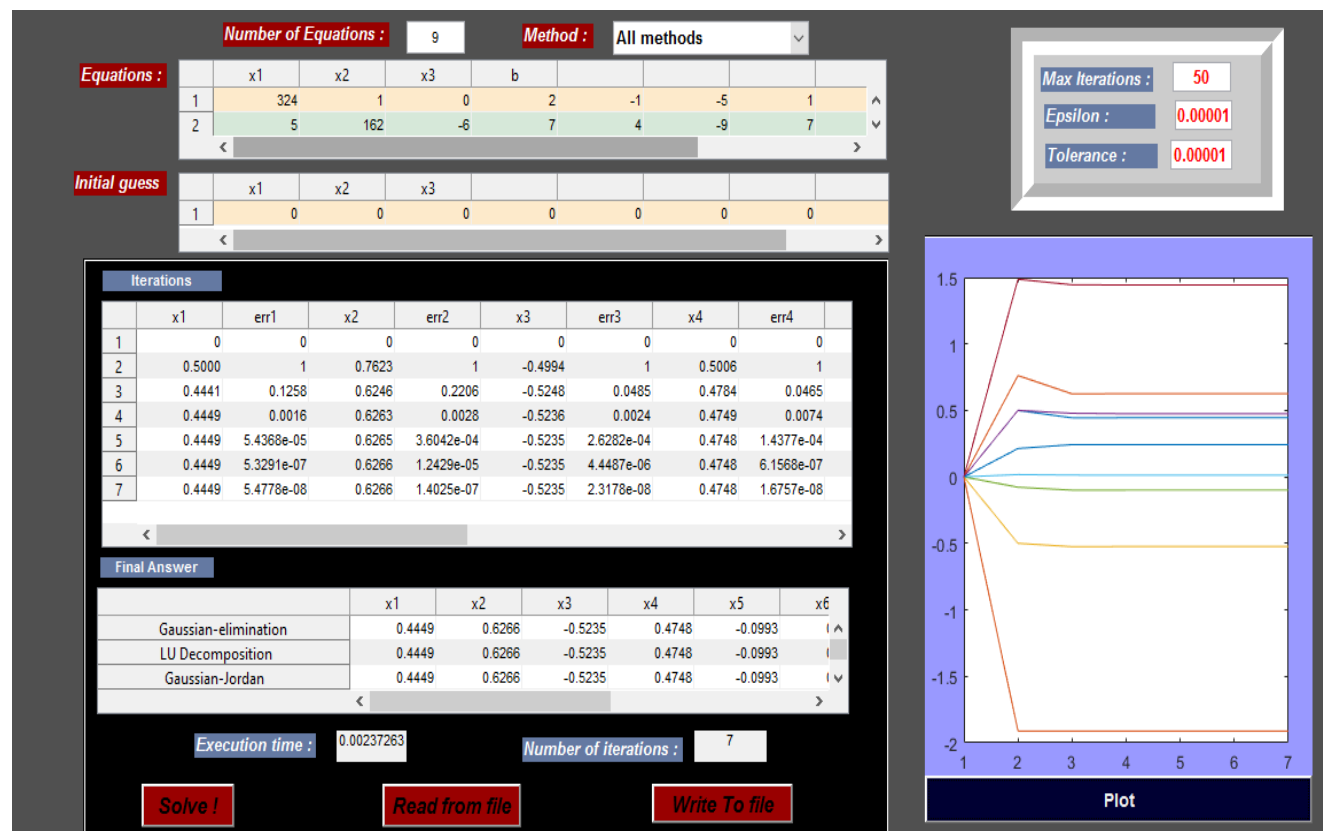 Number of Equations : 9 Method : All methods
Equations :
x1 x2 x3 b
1 324 1 0 2 -1 -5 1
2 5 162 -6 7 4 -9 7
Max Iterations : 50
Epsilon : 0.00001
Tolerance : 0.00001
Initial guess
x1 x2 x3
1 0 0 0 0 0 0 0
Iterations
x1 err1 x2 err2 x3 err3 x4 err4
1 0 0 0 0 0 0 0 0
2 0.5000 1 0.7623 1 -0.4994 1 0.5006 1
3 0.4441 0.1258 0.6246 0.2206 -0.5248 0.0485 0.4784 0.0465
4 0.4449 0.0016 0.6263 0.0028 -0.5236 0.0024 0.4749 0.0074
5 0.4449 5.4368e-05 0.6265 3.6042e-04 -0.5235 2.6282e-04 0.4748 1.4377e-04
6 0.4449 5.3291e-07 0.6266 1.2429e-05 -0.5235 4.4487e-06 0.4748 6.1568e-07
7 0.4449 5.4778e-08 0.6266 1.4025e-07 -0.5235 2.3178e-08 0.4748 1.6757e-08
Final Answer
x1 x2 x3 x4 x5 x6
Gaussian-elimination 0.4449 0.6266 -0.5235 0.4748 -0.0993
LU Decomposition 0.4449 0.6266 -0.5235 0.4748 -0.0993
Gaussian-Jordan 0.4449 0.6266 -0.5235 0.4748 -0.0993
Execution time : 0.00237263
Number of iterations : 7
Solve !
Read from file
Write To file
1.5
1
0.5
0
-0.5
-1
-1.5
-2
1 2 3 4 5 6 7
Plot